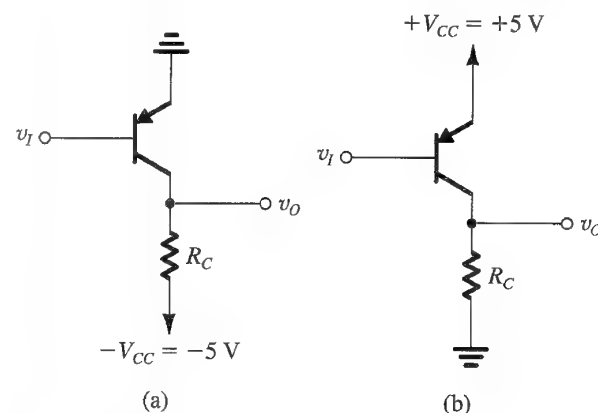 +V_CC = +5 V
v_I
v_O
R_C
−V_CC = −5 V
(a)
v_I
v_O
R_C
(b)